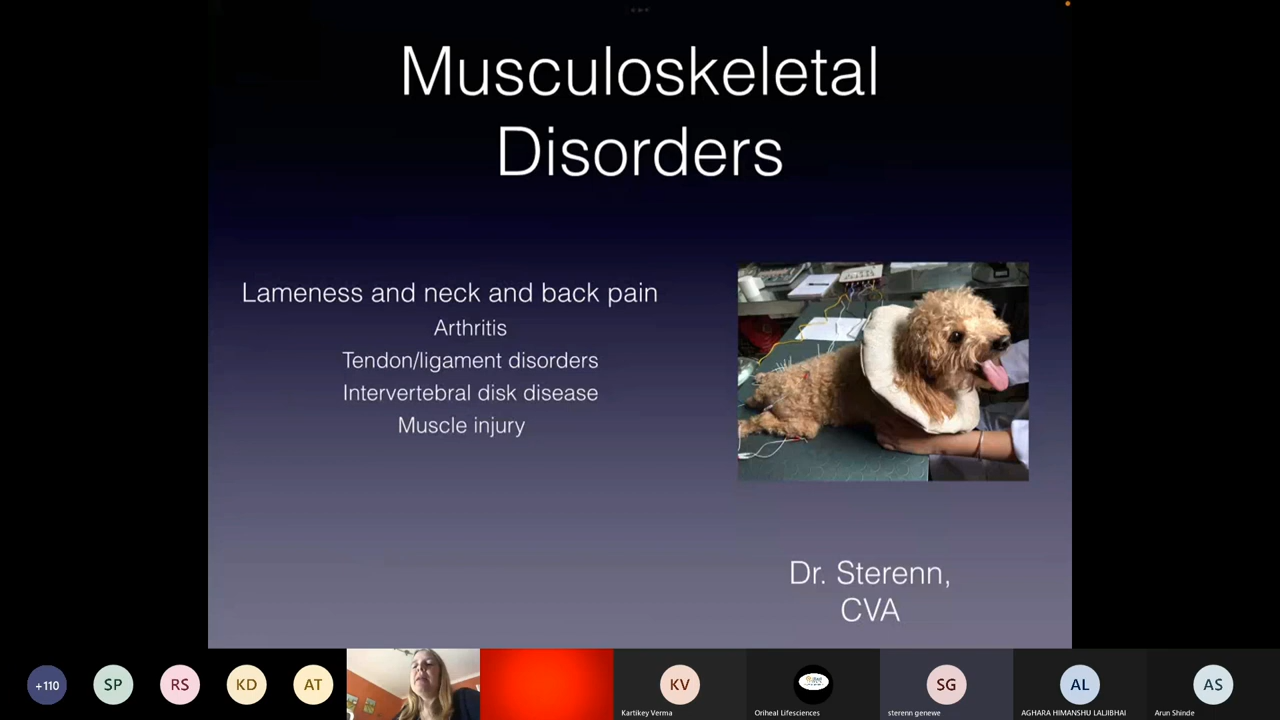 Musculoskeletal
Disorders
Lameness and neck and back pain
Arthritis
Tendon/ligament disorders
Intervertebral disk disease
Muscle injury
Dr. Sterenn,
CVA
+110
SP
RS
KD
AT
KV
Kartikey Verma
Oriheal Lifesciences
SG
sterenn genewe
AL
AGHARA HIMANSHU LALJIBHAI
AS
Arun Shinde